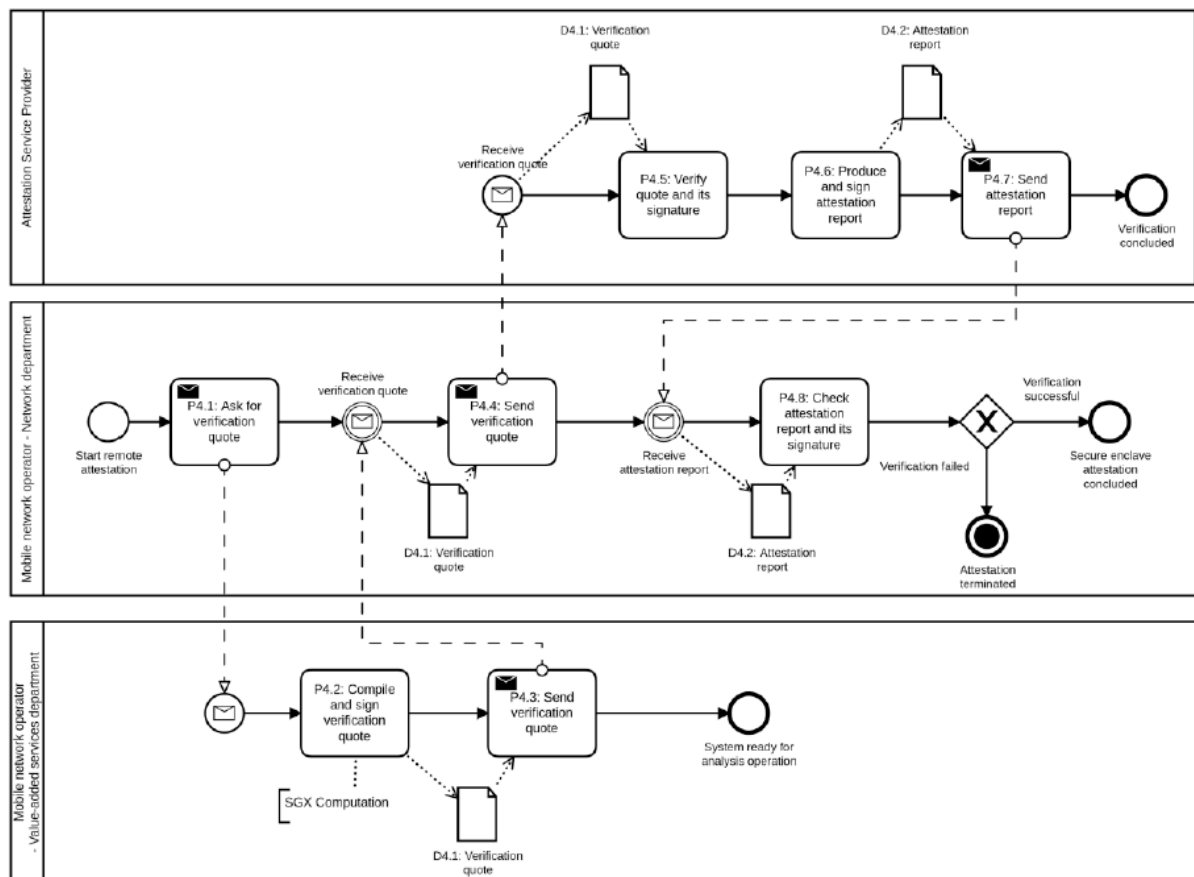 Attestation Service Provider
D4.1: Verification
quote
D4.2: Attestation
report
Receive
verification quote
P4.5: Verify
quote and its
signature
P4.6: Produce
and sign
attestation
report
P4.7: Send
attestation
report
Verification
concluded
Mobile network operator - Network department
Start remote
attestation
P4.1: Ask for
verification
quote
Receive
verification quote
D4.1: Verification
quote
P4.4: Send
verification
quote
Receive
attestation report
D4.2: Attestation
report
P4.8: Check
attestation
report and its
signature
X
Verification
successful
Verification failed
Secure enclave
attestation
concluded
Attestation
terminated
Mobile network operator
- Value-added services department
P4.2: Compile
and sign
verification
quote
SGX Computation
D4.1: Verification
quote
P4.3: Send
verification
quote
System ready for
analysis operation